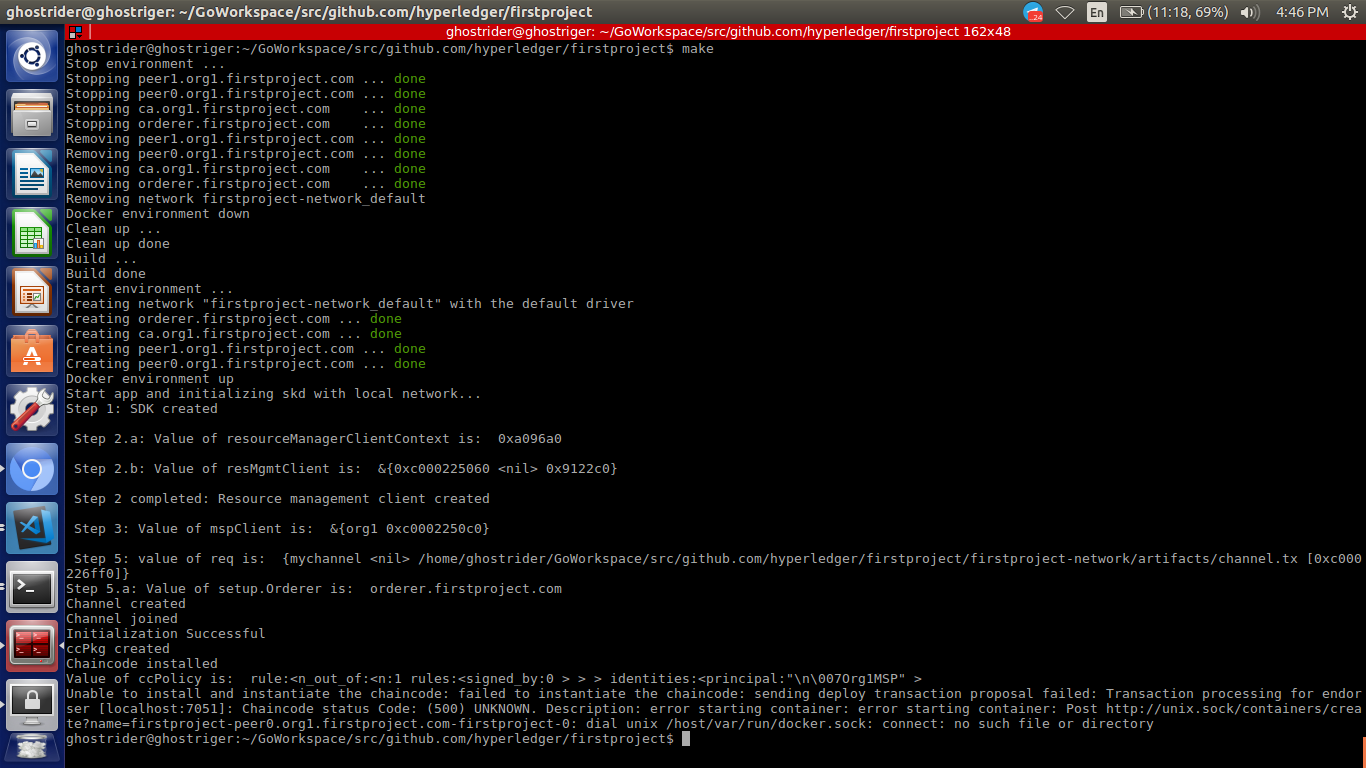 ghostrider@ghostriger: ~/GoWorkspace/src/github.com/hyperledger/firstproject
24
En
(11:18, 69%)
4:46 PM
ghostrider@ghostriger: ~/GoWorkspace/src/github.com/hyperledger/firstproject 162x48
ghostrider@ghostriger:~/GoWorkspace/src/github.com/hyperledger/firstproject$ make
Stop environment ...
Stopping peer1.org1.firstproject.com ... done
Stopping peer0.org1.firstproject.com ... done
Stopping ca.org1.firstproject.com    ... done
Stopping orderer.firstproject.com    ... done
Removing peer1.org1.firstproject.com ... done
Removing peer0.org1.firstproject.com ... done
Removing ca.org1.firstproject.com    ... done
Removing orderer.firstproject.com    ... done
Removing network firstproject-network_default
Docker environment down
Clean up ...
Clean up done
Build ...
Build done
Start environment ...
Creating network "firstproject-network_default" with the default driver
Creating orderer.firstproject.com ... done
Creating ca.org1.firstproject.com ... done
Creating peer1.org1.firstproject.com ... done
Creating peer0.org1.firstproject.com ... done
Docker environment up
Start app and initializing skd with local network...
Step 1: SDK created
Step 2.a: Value of resourceManagerClientContext is:  0xa096a0
Step 2.b: Value of resMgmtClient is:  &{0xc000225060 <nil> 0x9122c0}
Step 2 completed: Resource management client created
Step 3: Value of mspClient is:  &{org1 0xc0002250c0}
Step 5: value of req is:  {mychannel <nil> /home/ghostrider/GoWorkspace/src/github.com/hyperledger/firstproject/firstproject-network/artifacts/channel.tx [0xc000
226ff0]}
Step 5.a: Value of setup.Orderer is:  orderer.firstproject.com
Channel created
Channel joined
Initialization Successful
ccPkg created
Chaincode installed
Value of ccPolicy is:  rule:<n_out_of:<n:1 rules:<signed_by:0 > > > identities:<principal:"\n\007Org1MSP" >
Unable to install and instantiate the chaincode: failed to instantiate the chaincode: sending deploy transaction proposal failed: Transaction processing for endor
ser [localhost:7051]: Chaincode status Code: (500) UNKNOWN. Description: error starting container: error starting container: Post http://unix.sock/containers/crea
te?name=firstproject-peer0.org1.firstproject.com-firstproject-0: dial unix /host/var/run/docker.sock: connect: no such file or directory
ghostrider@ghostriger:~/GoWorkspace/src/github.com/hyperledger/firstproject$